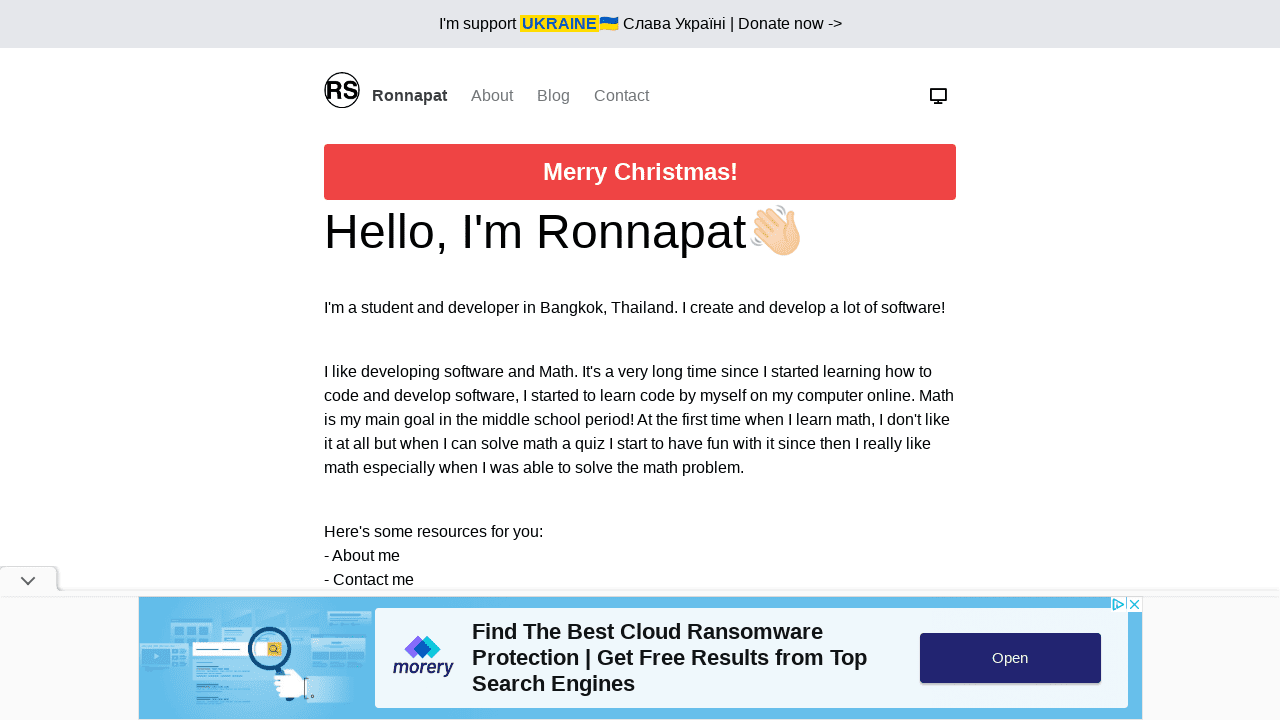 I'm support UKRAINE🇺🇦 Слава Україні | Donate now ->
RS Ronnapat About Blog Contact
Merry Christmas!
Hello, I'm Ronnapat👋🏻
I'm a student and developer in Bangkok, Thailand. I create and develop a lot of software!
I like developing software and Math. It's a very long time since I started learning how to
code and develop software, I started to learn code by myself on my computer online. Math
is my main goal in the middle school period! At the first time when I learn math, I don't like
it at all but when I can solve math a quiz I start to have fun with it since then I really like
math especially when I was able to solve the math problem.
Here's some resources for you:
- About me
- Contact me
morery
Find The Best Cloud Ransomware
Protection | Get Free Results from Top
Search Engines
Open